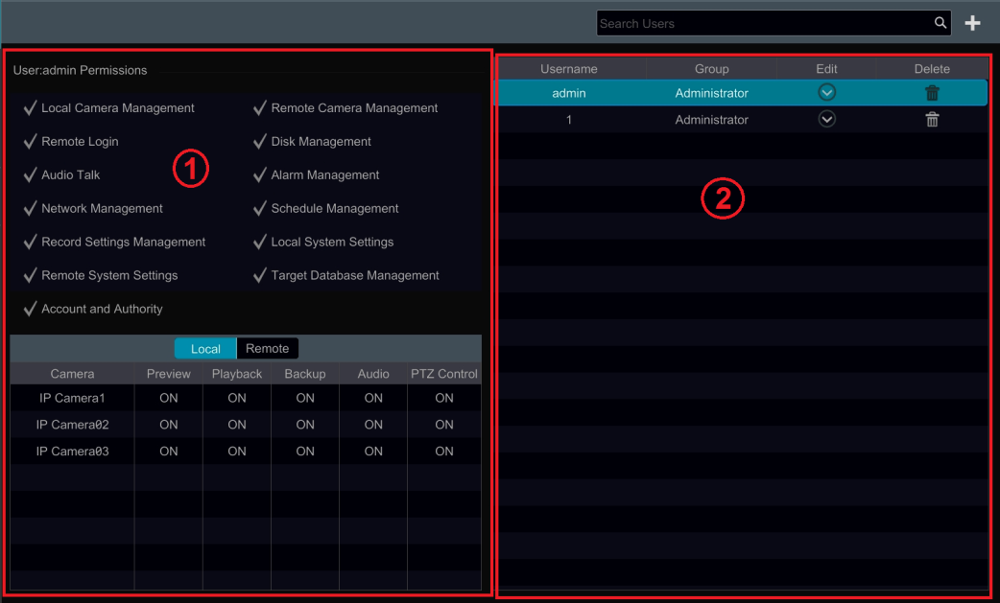 Search Users
User:admin Permissions
Local Camera Management Remote Camera Management
Remote Login Disk Management
Audio Talk Alarm Management
Network Management Schedule Management
Record Settings Management Local System Settings
Remote System Settings Target Database Management
Account and Authority
1
Local Remote
Camera Preview Playback Backup Audio PTZ Control
IP Camera1 ON ON ON ON ON
IP Camera02 ON ON ON ON ON
IP Camera03 ON ON ON ON ON
Username Group Edit Delete
admin Administrator
1 Administrator
2